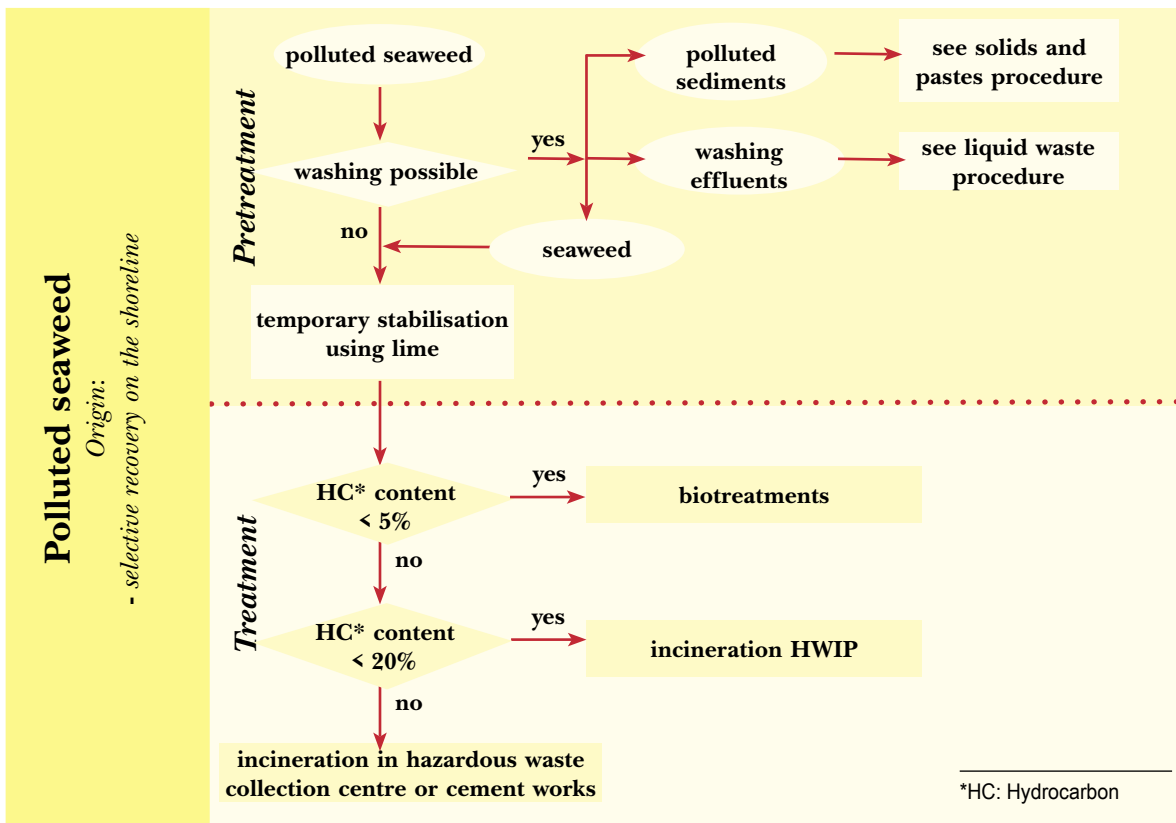 Polluted seaweed
Origin:
- selective recovery on the shoreline
Pretreatment
polluted seaweed
washing possible
yes
no
polluted
sediments
see solids and
pastes procedure
washing
effluents
see liquid waste
procedure
seaweed
temporary stabilisation
using lime
Treatment
HC* content
< 5%
yes
biotreatments
no
HC* content
< 20%
yes
incineration HWIP
no
incineration in hazardous waste
collection centre or cement works
*HC: Hydrocarbon